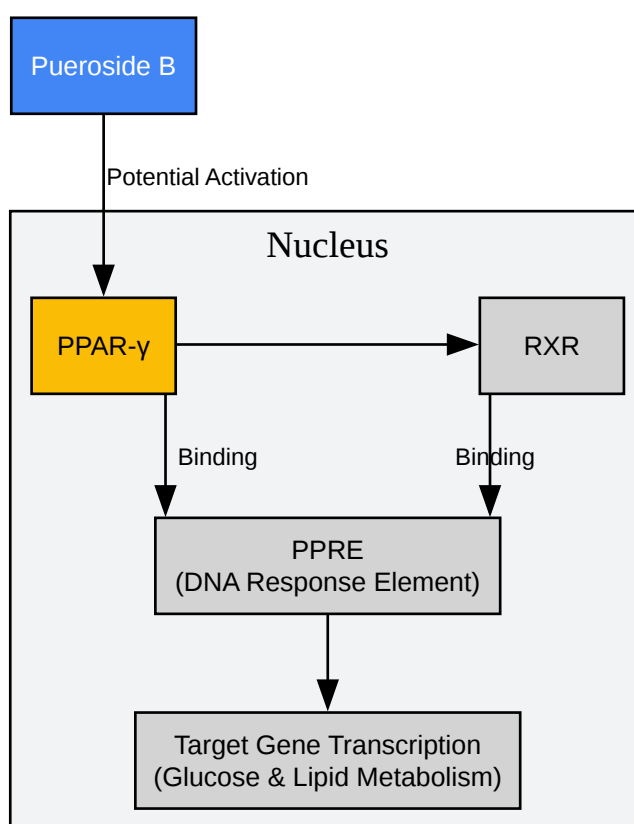 Pueroside B
Potential Activation
Nucleus
PPAR-γ
RXR
Binding
Binding
PPRE
(DNA Response Element)
Target Gene Transcription
(Glucose & Lipid Metabolism)